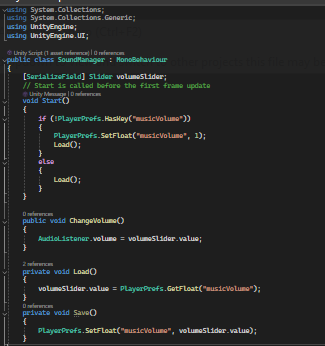 using System.Collections;
using System.Collections.Generic;
using UnityEngine;
using UnityEngine.UI;
Unity Script (1 asset reference) | 0 references
public class SoundManager : MonoBehaviour
{
[SerializeField] Slider volumeSlider;
// Start is called before the first frame update
Unity Message | 0 references
void Start()
{
if (!PlayerPrefs.HasKey("musicVolume"))
{
PlayerPrefs.SetFloat("musicVolume", 1);
Load();
}
else
{
Load();
}
}
0 references
public void ChangeVolume()
{
AudioListener.volume = volumeSlider.value;
}
2 references
private void Load()
{
volumeSlider.value = PlayerPrefs.GetFloat("musicVolume");
}
0 references
private void Save()
{
PlayerPrefs.SetFloat("musicVolume", volumeSlider.value);
}